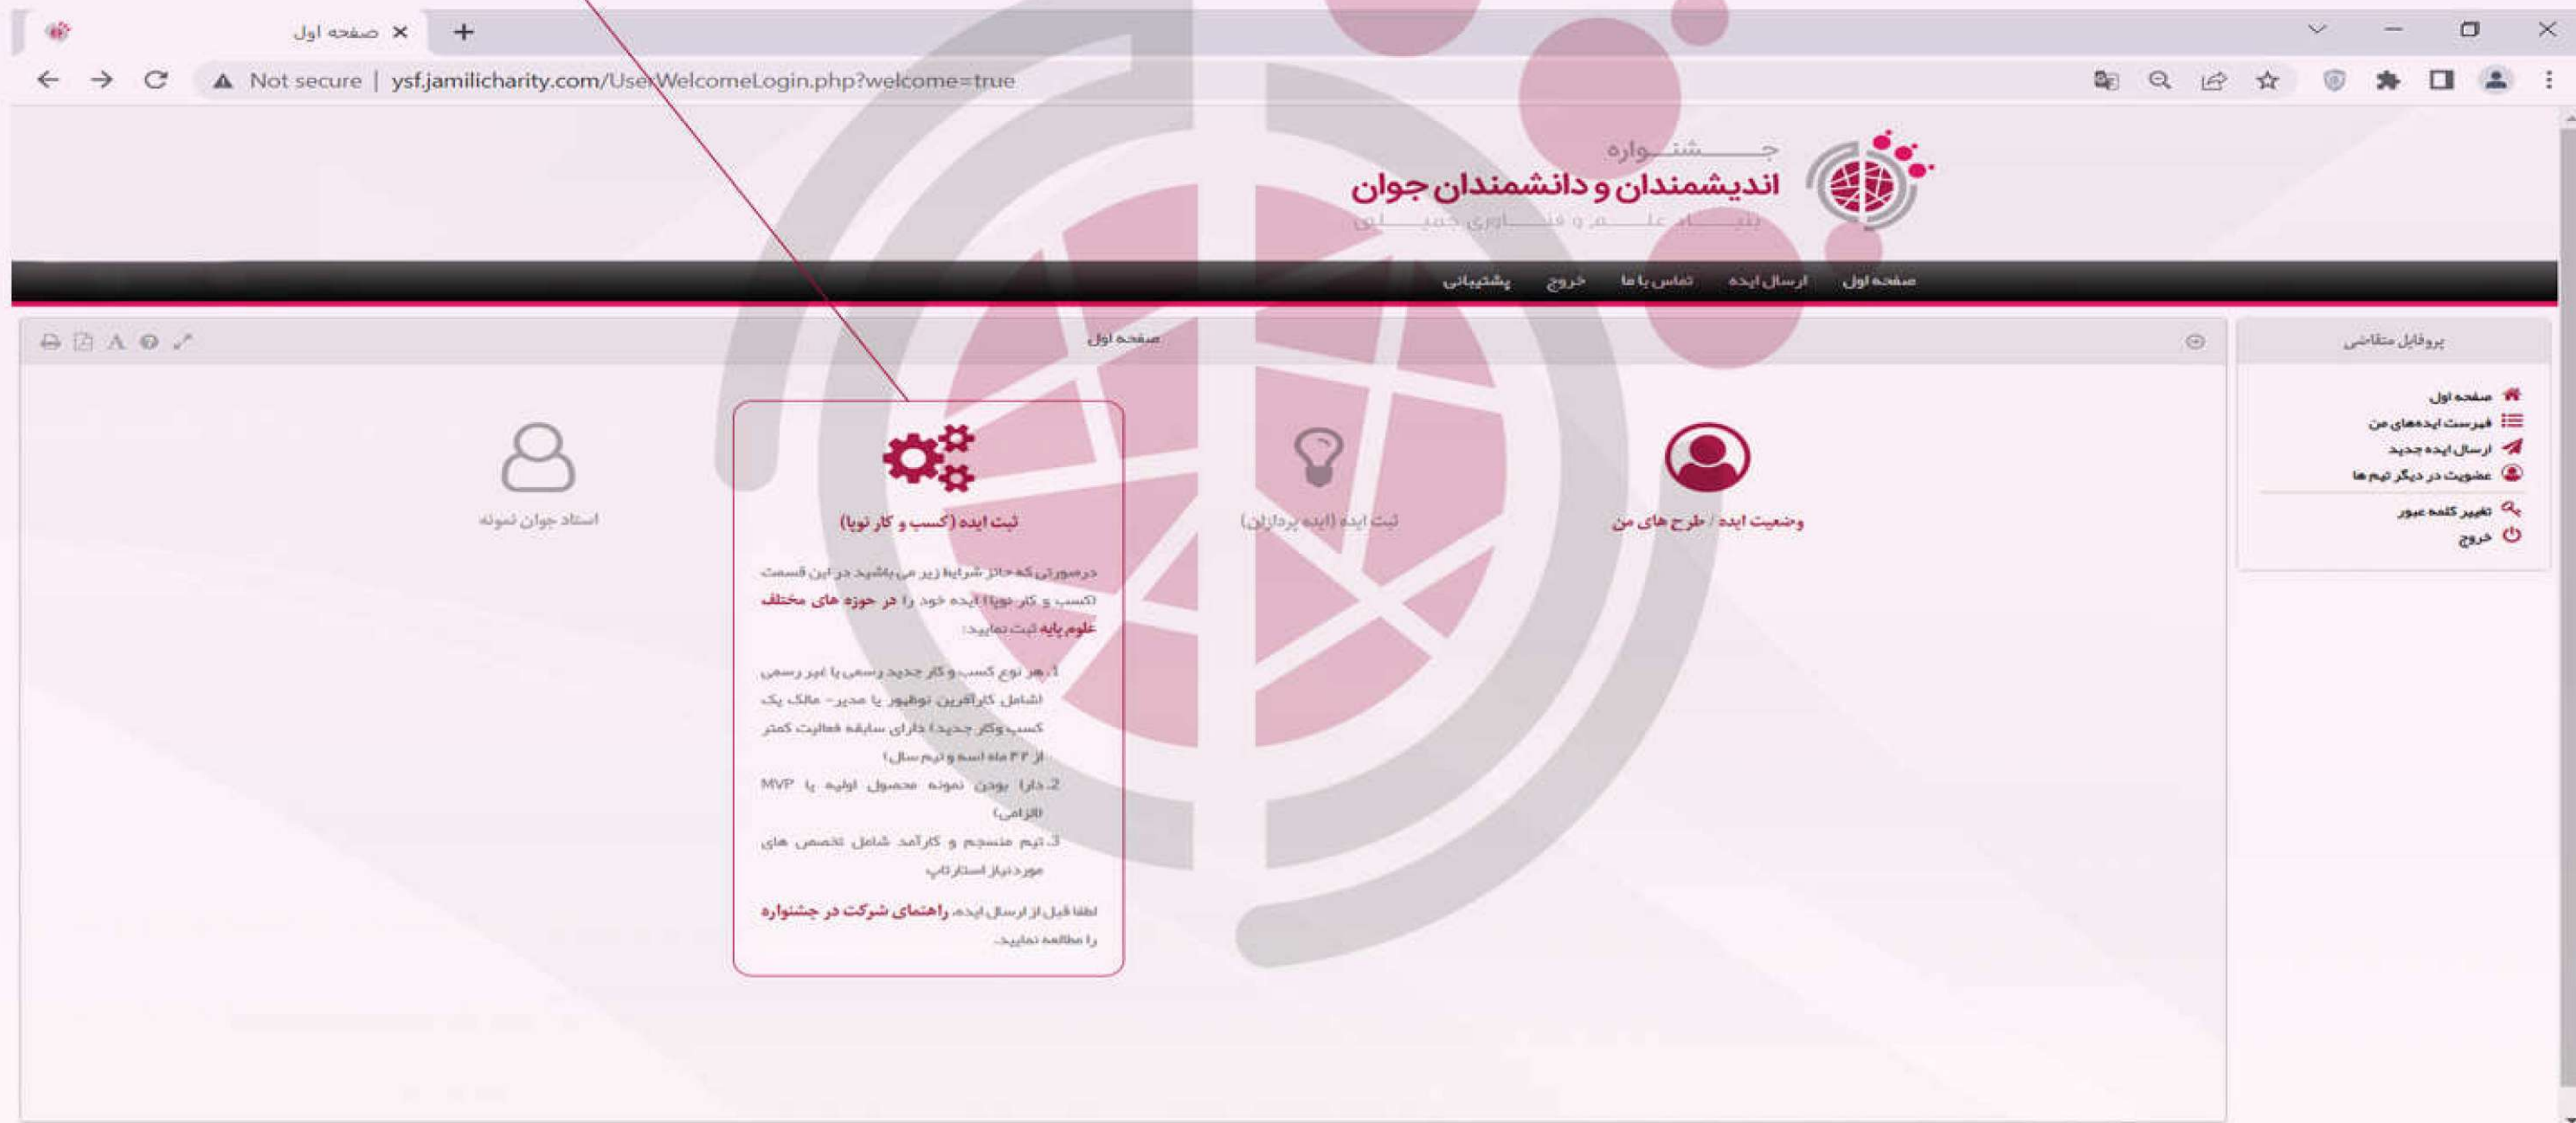 صفحه اول
Not secure | ysf.jamilicharity.com/UserWelcomeLogin.php?welcome=true
جشنواره
اندیشمندان و دانشمندان جوان
بنیاد علم و فناوری جمیلی
صفحه اول ارسال ایده تماس با ما خروج پشتیبانی
پروفایل متقاضی
صفحه اول
فهرست ایده‌های من
ارسال ایده جدید
عضویت در دیگر تیم ها
تغییر کلمه عبور
خروج
صفحه اول
وضعیت ایده / طرح های من
ثبت ایده (ایده پردازان)
ثبت ایده (کسب و کار نوپا)
درصورتی که حائز شرایط زیر می باشید در این قسمت
(کسب و کار نوپا) ایده خود را در حوزه های مختلف
علوم پایه ثبت نمایید:
1. هر نوع کسب و کار جدید رسمی یا غیر رسمی
(شامل کارآفرین نوظهور یا مدیر- مالک یک
کسب وکار جدید) دارای سابقه فعالیت کمتر
از ۴۲ ماه (سه و نیم سال)
2. دارا بودن نمونه محصول اولیه یا MVP
(الزامی)
3. تیم منسجم و کارآمد شامل تخصص های
موردنیاز استارتاپ
لطفا قبل از ارسال ایده، راهنمای شرکت در جشنواره
را مطالعه نمایید.
استاد جوان نمونه